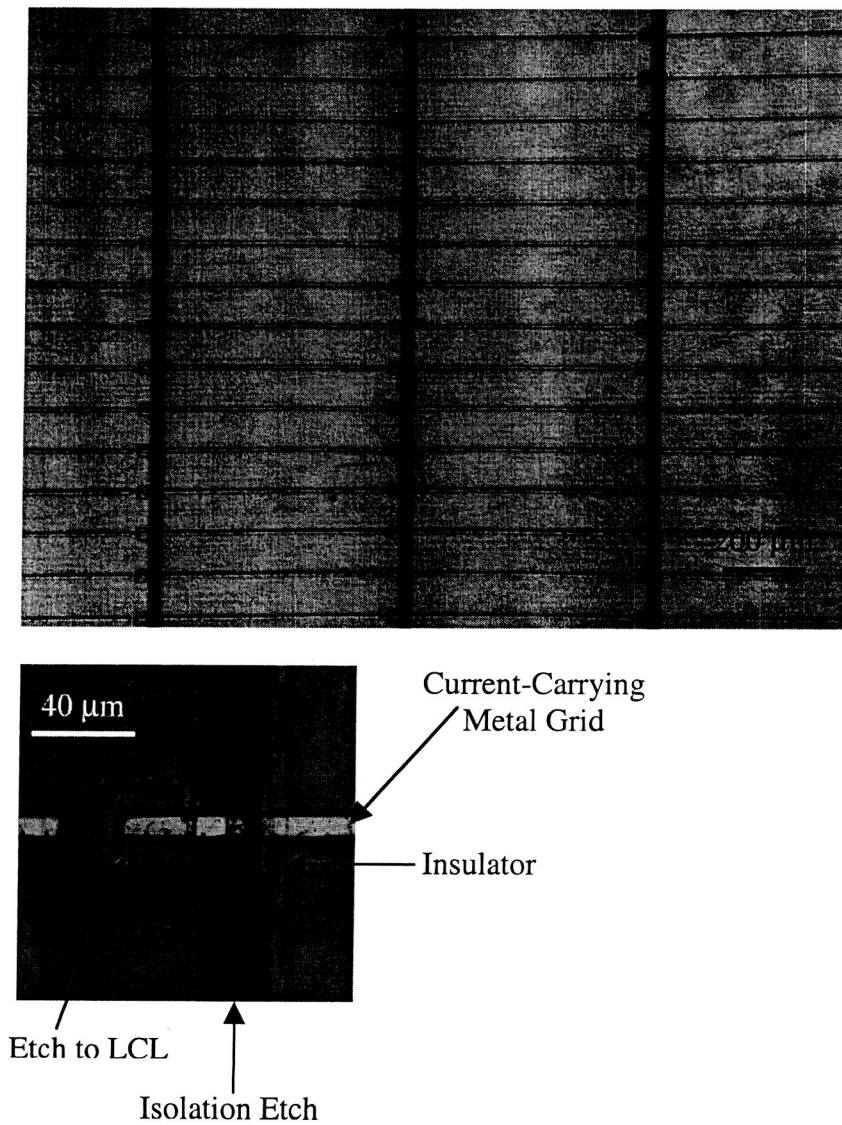 200 μm
40 μm
Current-Carrying
Metal Grid
Insulator
Etch to LCL
Isolation Etch